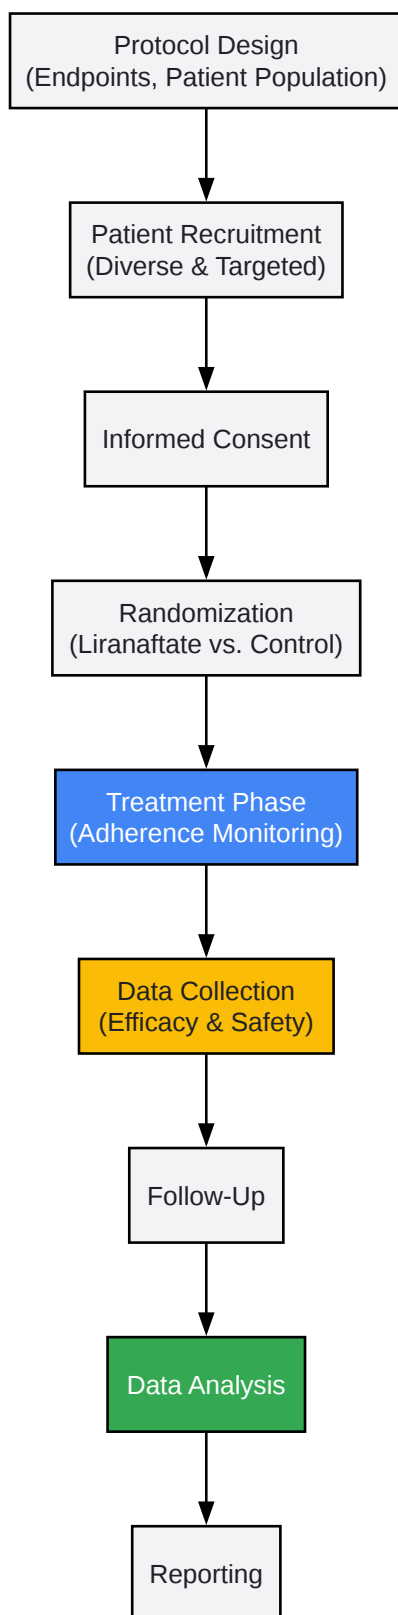 Protocol Design
(Endpoints, Patient Population)
Patient Recruitment
(Diverse & Targeted)
Informed Consent
Randomization
(Liranaftate vs. Control)
Treatment Phase
(Adherence Monitoring)
Data Collection
(Efficacy & Safety)
Follow-Up
Data Analysis
Reporting